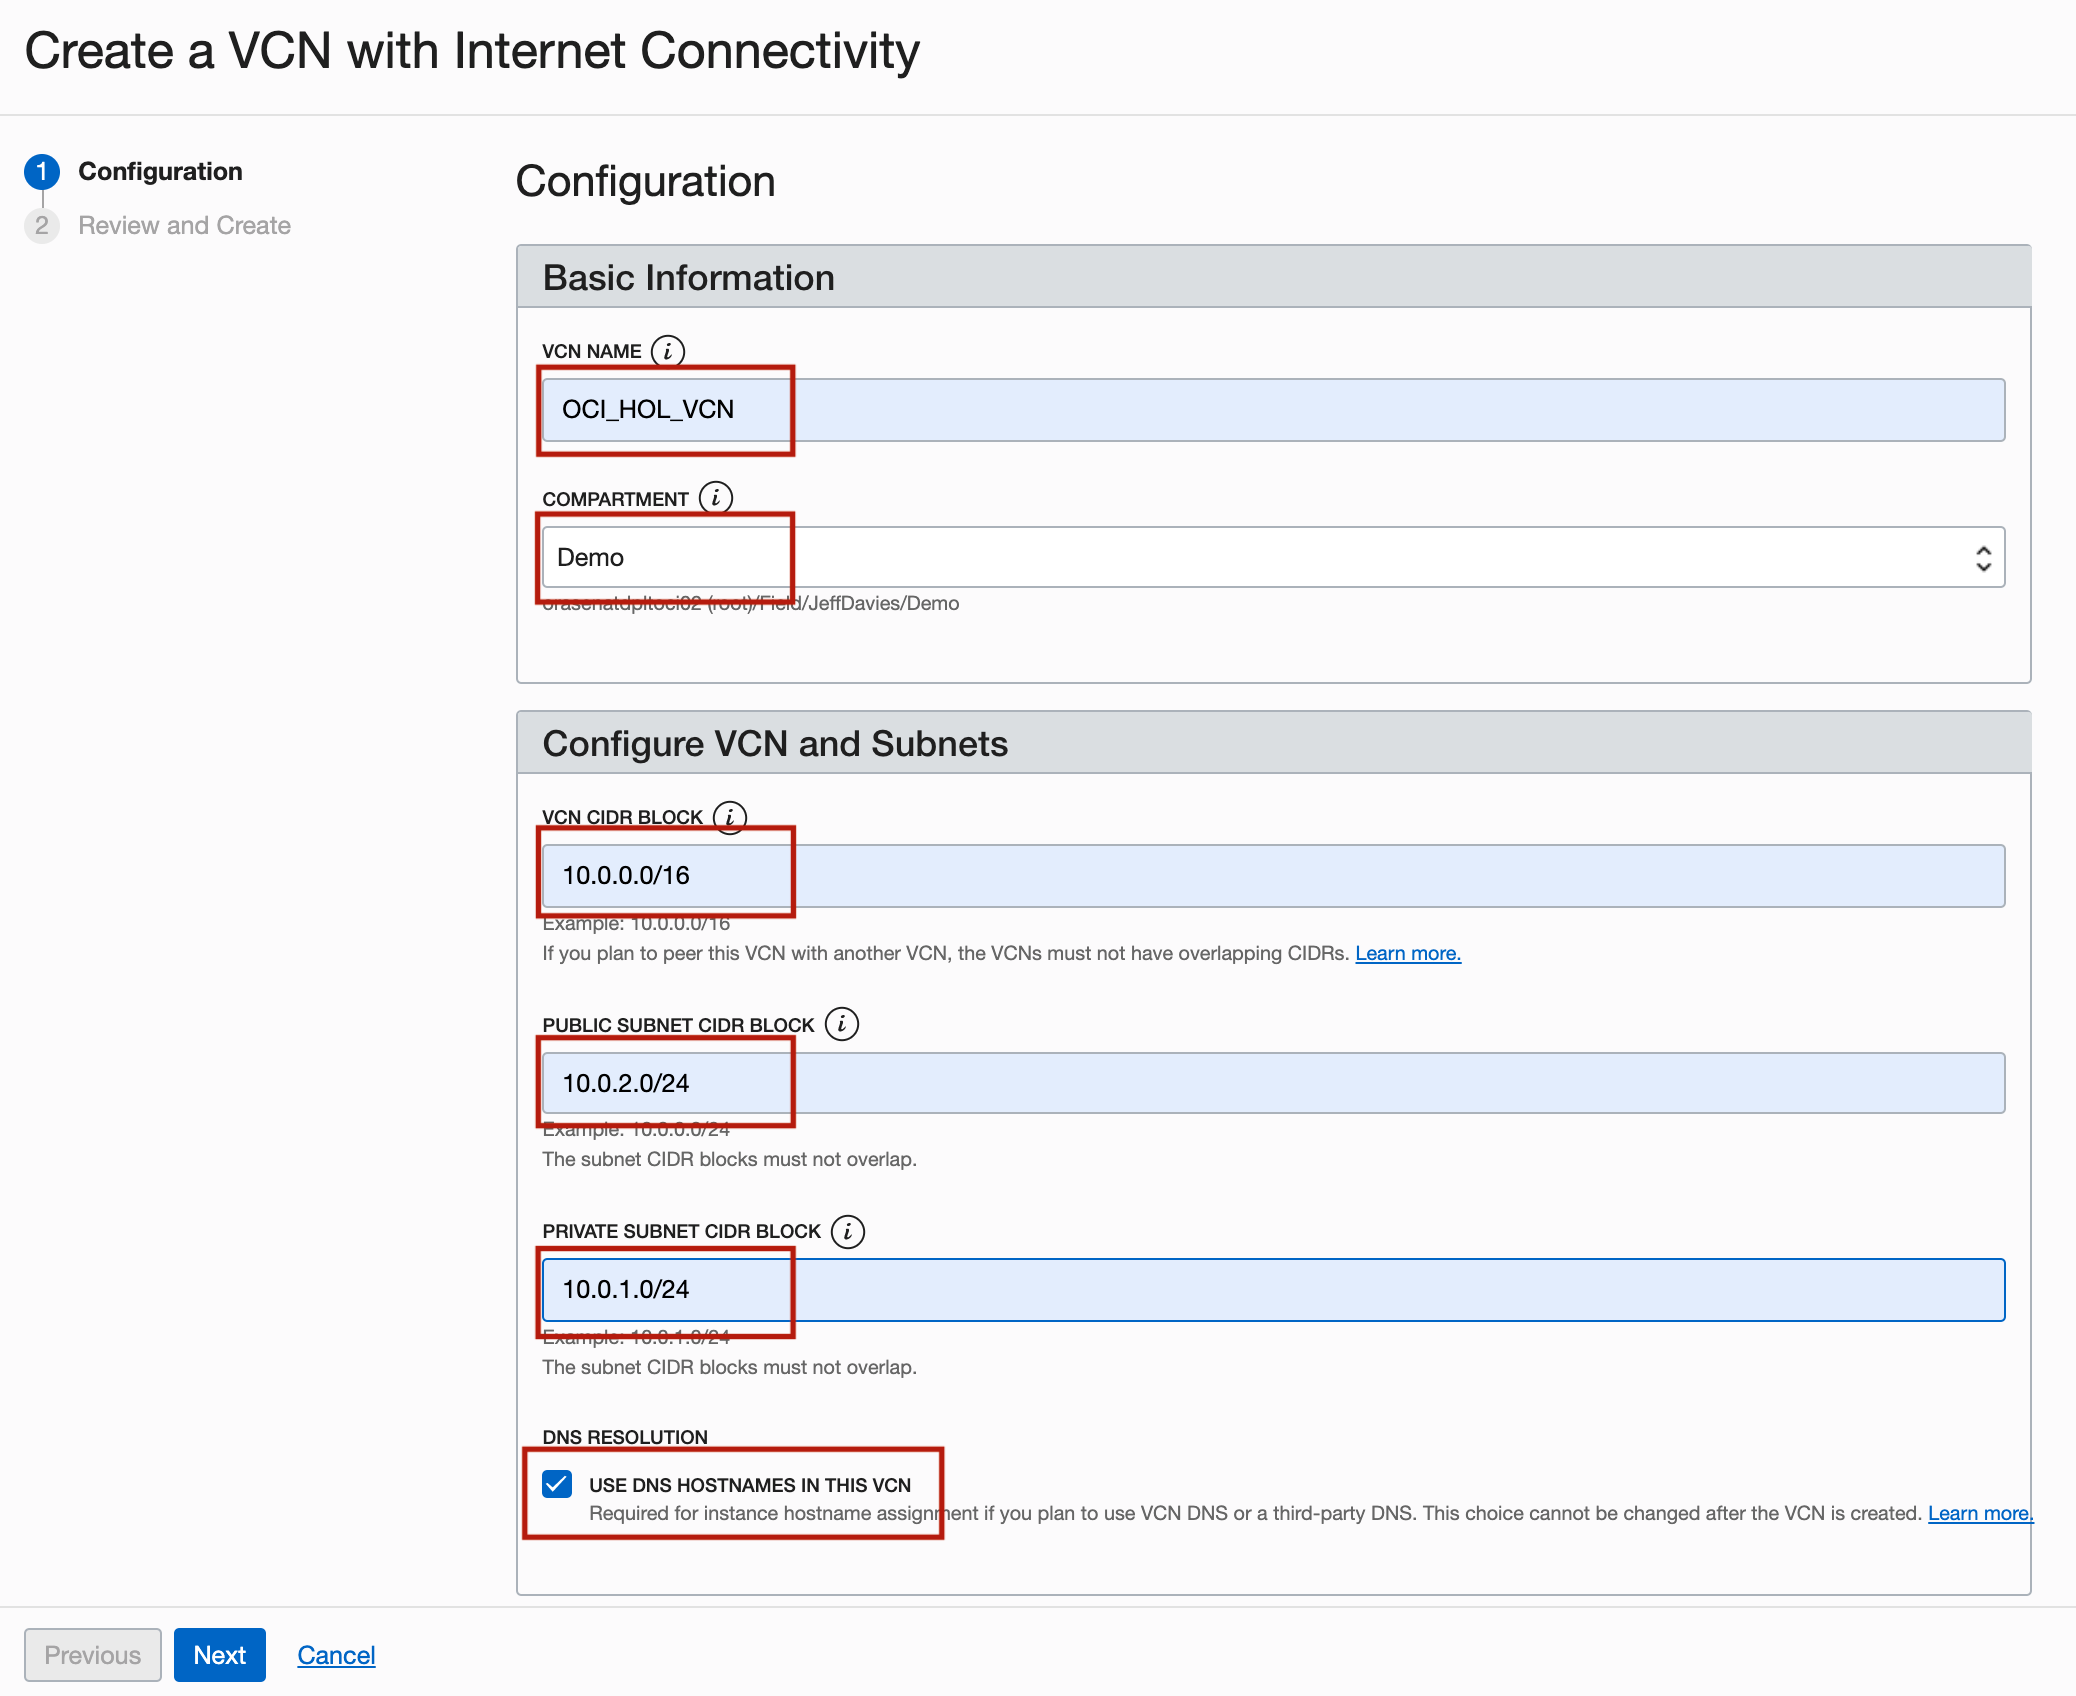 Create a VCN with Internet Connectivity
1 Configuration
2 Review and Create
Configuration
Basic Information
VCN NAME i
OCI_HOL_VCN
COMPARTMENT i
Demo
(root)/Field/JeffDavies/Demo
Configure VCN and Subnets
VCN CIDR BLOCK i
10.0.0.0/16
Example: 10.0.0.0/16
If you plan to peer this VCN with another VCN, the VCNs must not have overlapping CIDRs. Learn more.
PUBLIC SUBNET CIDR BLOCK i
10.0.2.0/24
Example: 10.0.0.0/24
The subnet CIDR blocks must not overlap.
PRIVATE SUBNET CIDR BLOCK i
10.0.1.0/24
Example: 10.0.1.0/24
The subnet CIDR blocks must not overlap.
DNS RESOLUTION
USE DNS HOSTNAMES IN THIS VCN
Required for instance hostname assignment if you plan to use VCN DNS or a third-party DNS. This choice cannot be changed after the VCN is created. Learn more.
Previous Next Cancel